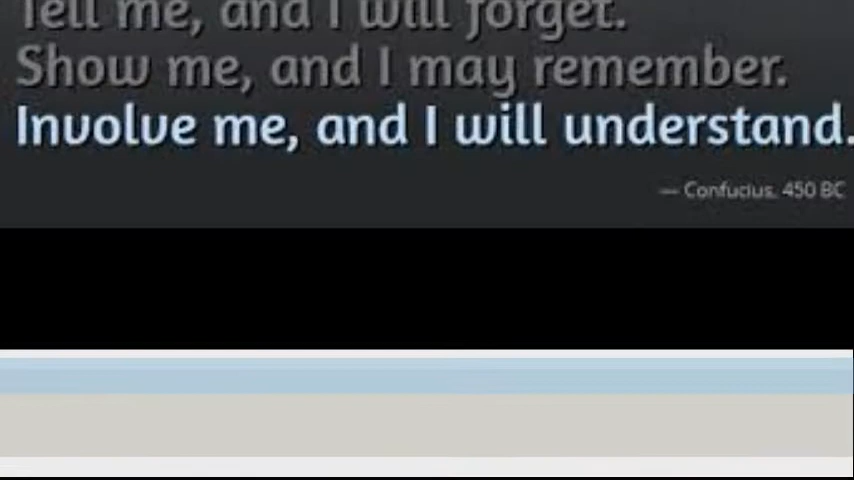 Tell me, and I will forget.
Show me, and I may remember.
Involve me, and I will understand.
— Confucius, 450 BC